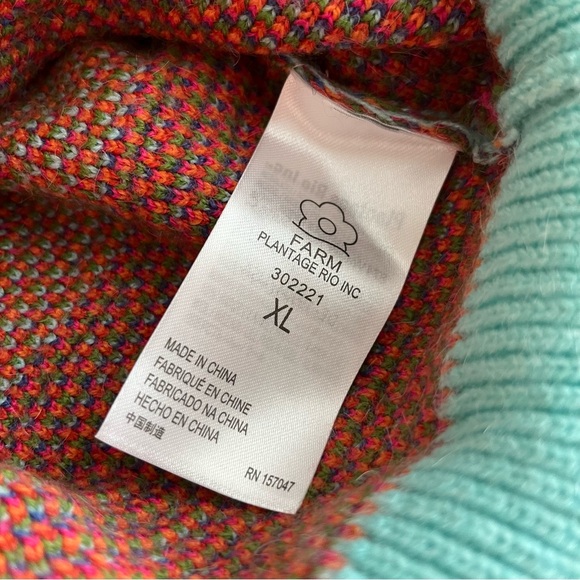 FARM
PLANTAGE RIO INC
302221
XL
MADE IN CHINA
FABRIQUÉ EN CHINE
FABRICADO NA CHINA
HECHO EN CHINA
中国制造
RN 157047